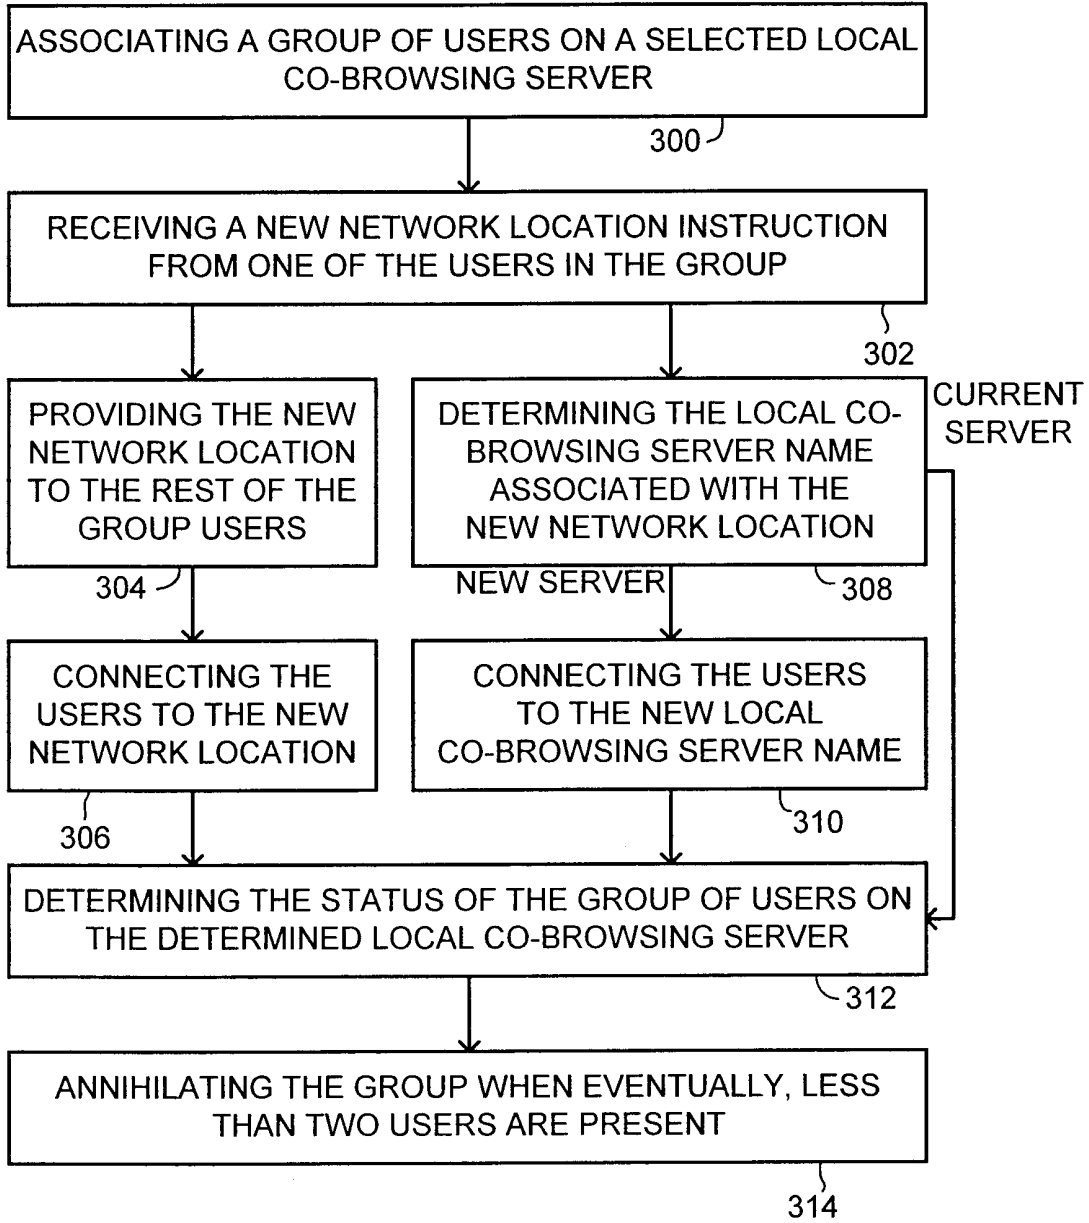 ASSOCIATING A GROUP OF USERS ON A SELECTED LOCAL
CO-BROWSING SERVER
300
RECEIVING A NEW NETWORK LOCATION INSTRUCTION
FROM ONE OF THE USERS IN THE GROUP
302
PROVIDING THE NEW
NETWORK LOCATION
TO THE REST OF THE
GROUP USERS
304
DETERMINING THE LOCAL CO-
BROWSING SERVER NAME
ASSOCIATED WITH THE
NEW NETWORK LOCATION
308
CURRENT
SERVER
NEW SERVER
CONNECTING THE
USERS TO THE NEW
NETWORK LOCATION
306
CONNECTING THE USERS
TO THE NEW LOCAL
CO-BROWSING SERVER NAME
310
DETERMINING THE STATUS OF THE GROUP OF USERS ON
THE DETERMINED LOCAL CO-BROWSING SERVER
312
ANNIHILATING THE GROUP WHEN EVENTUALLY, LESS
THAN TWO USERS ARE PRESENT
314